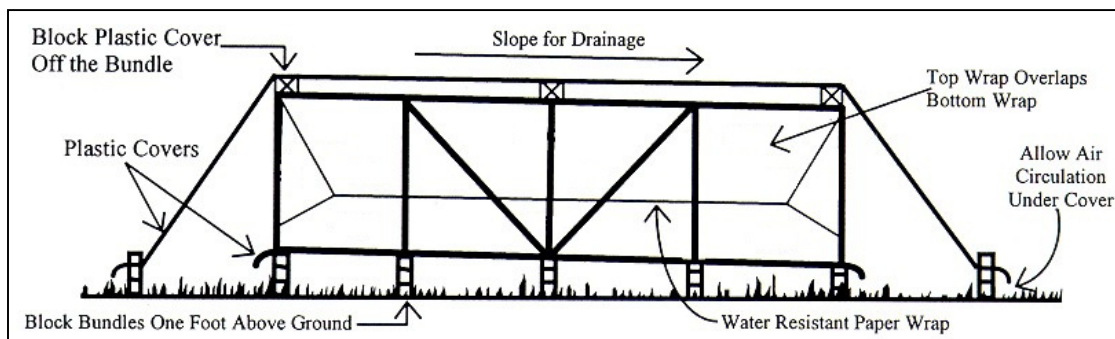 Block Plastic Cover
Off the Bundle
Slope for Drainage
Top Wrap Overlaps
Bottom Wrap
Plastic Covers
Allow Air
Circulation
Under Cover
Block Bundles One Foot Above Ground
Water Resistant Paper Wrap